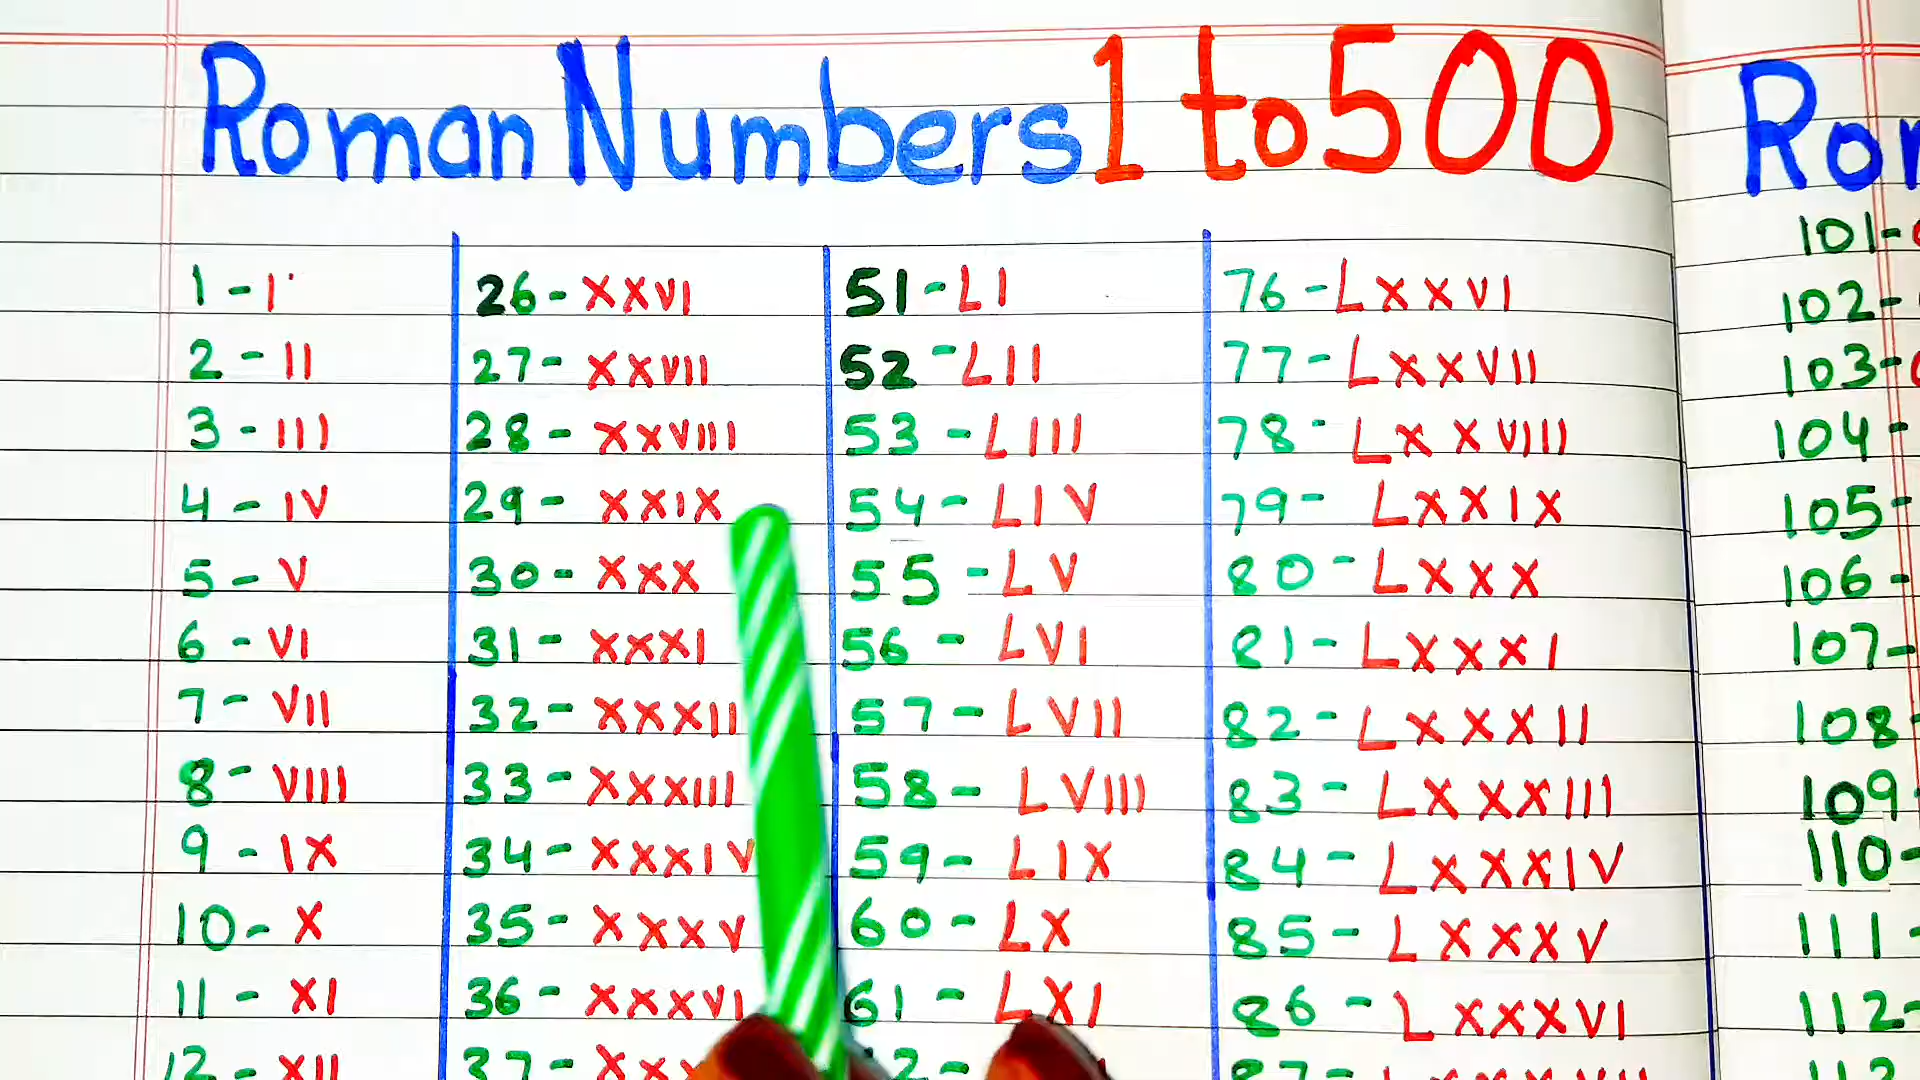 Roman Numbers 1 to 500
1 - I
2 - II
3 - III
4 - IV
5 - V
6 - VI
7 - VII
8 - VIII
9 - IX
10 - X
11 - XI
12 - XII
26 - XXVI
27 - XXVII
28 - XXVIII
29 - XXIX
30 - XXX
31 - XXXI
32 - XXXII
33 - XXXIII
34 - XXXIV
35 - XXXV
36 - XXXVI
37 -
51 - LI
52 - LII
53 - LIII
54 - LIV
55 - LV
56 - LVI
57 - LVII
58 - LVIII
59 - LIX
60 - LX
61 - LXI
76 - LXXVI
77 - LXXVII
78 - LXXVIII
79 - LXXIX
80 - LXXX
81 - LXXXI
82 - LXXXII
83 - LXXXIII
84 - LXXXIV
85 - LXXXV
86 - LXXXVI
87 - LXXXVII
101 -
102 -
103 -
104 -
105 -
106 -
107 -
108
109
110 -
111 -
112 -